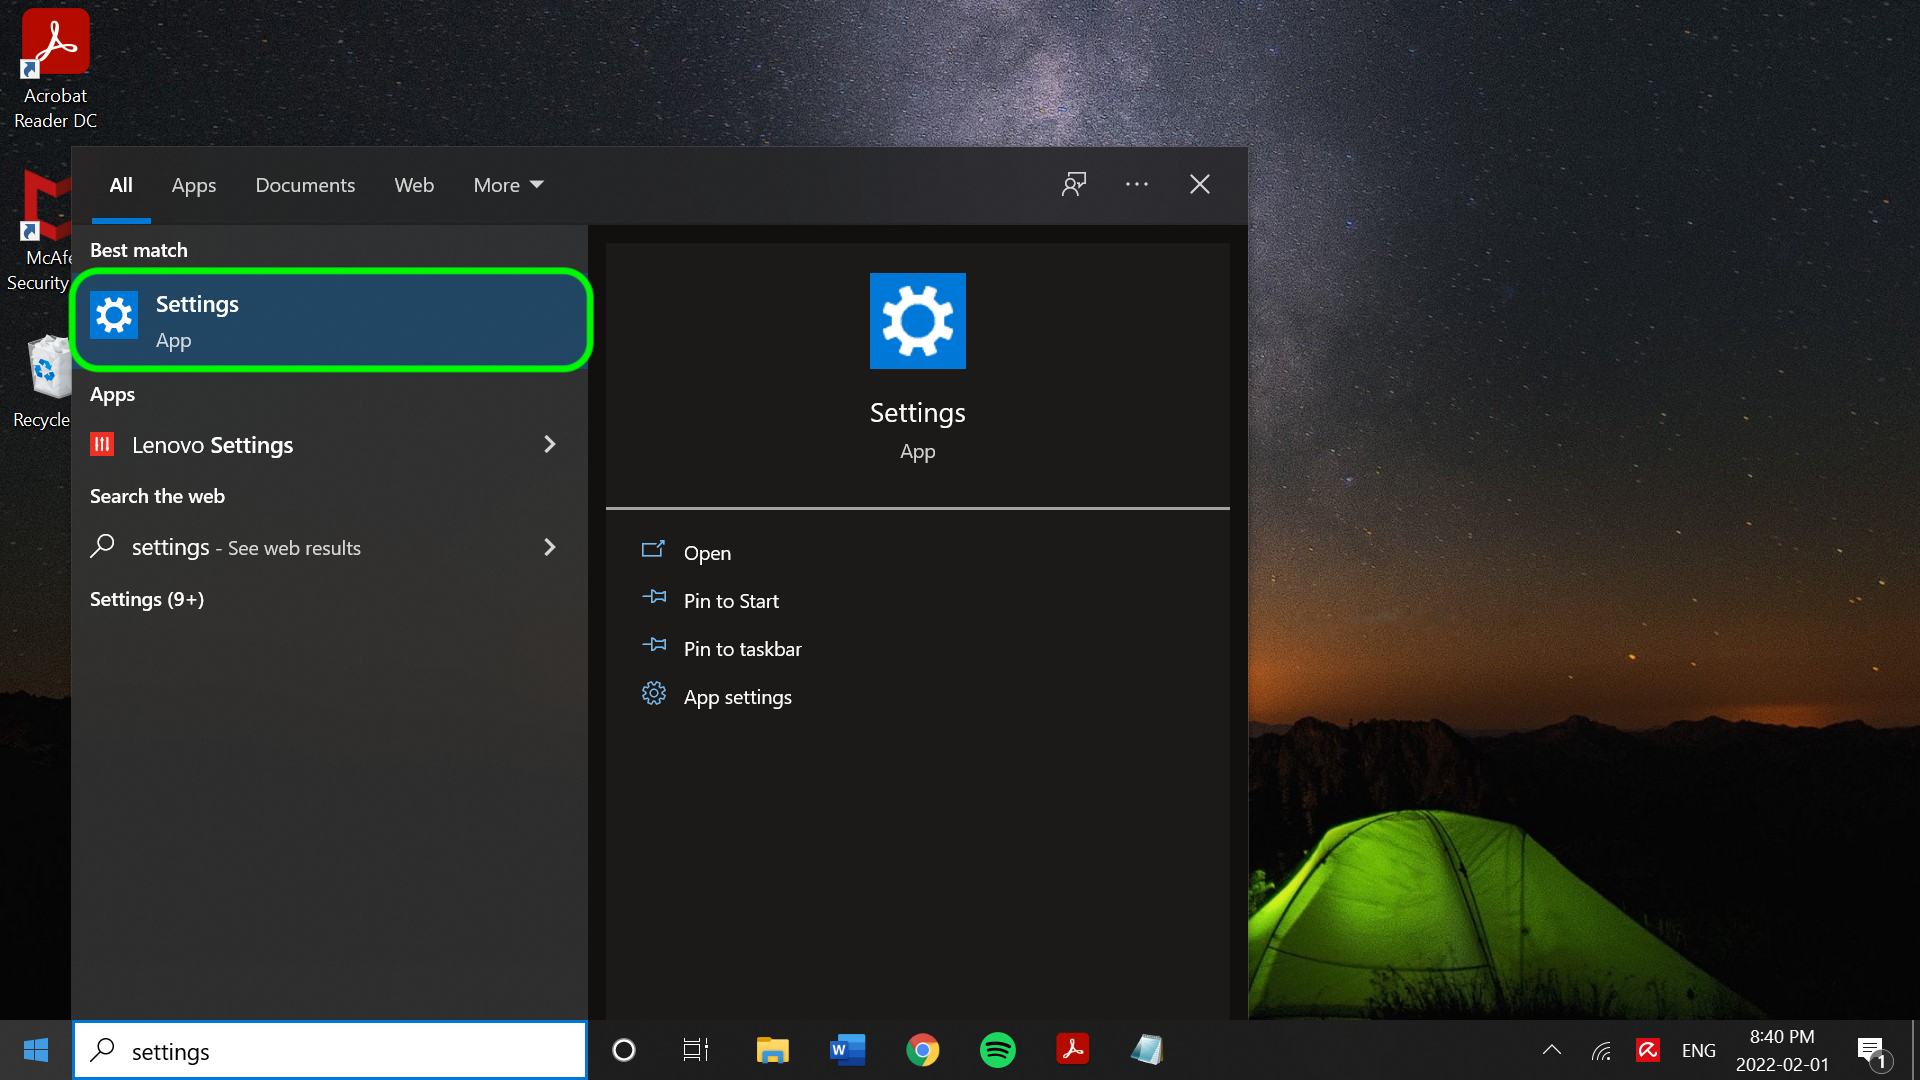 Acrobat
Reader DC
McAfe
Security
Recycle
All Apps Documents Web More
Best match
Settings
App
Apps
Lenovo Settings
Search the web
settings - See web results
Settings (9+)
Settings
App
Open
Pin to Start
Pin to taskbar
App settings
settings
W
ENG
8:40 PM
2022-02-01
1